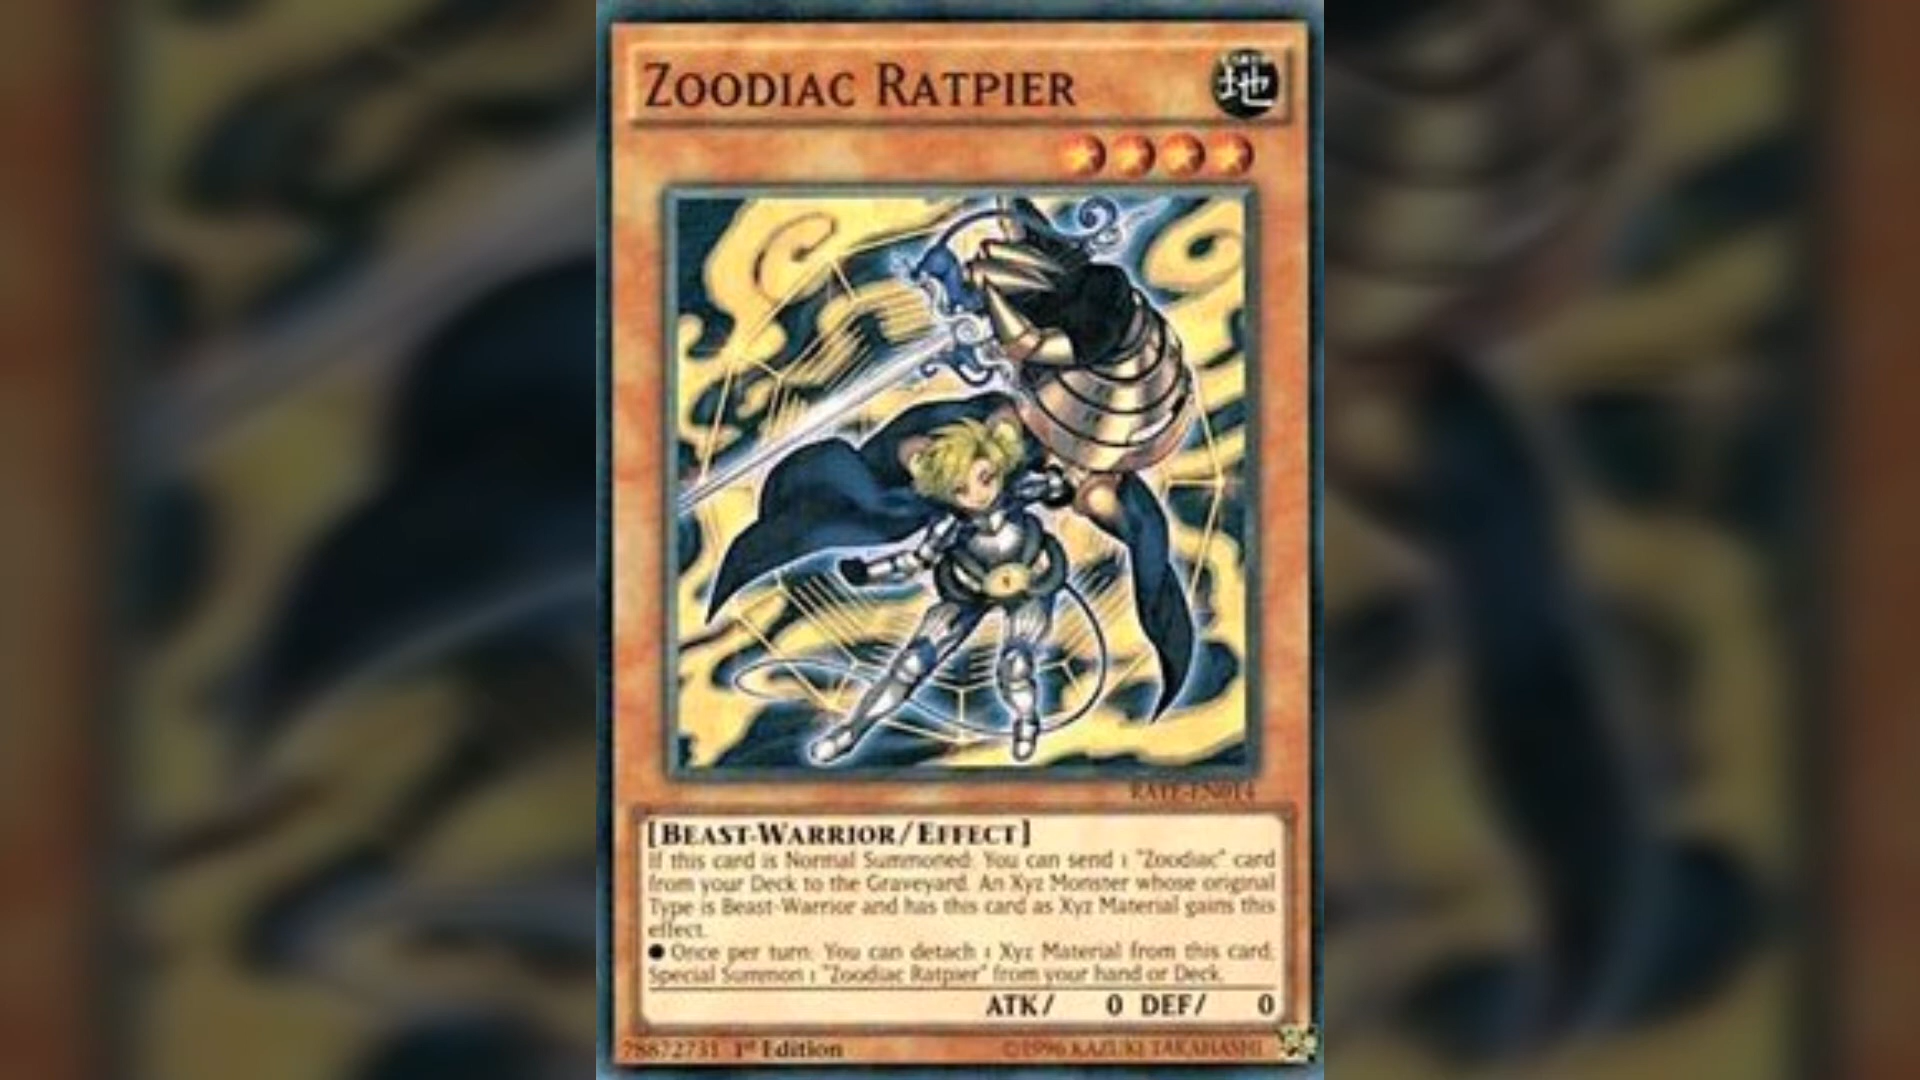 ZOODIAC RATPIER
地
RATE-EN014
[BEAST-WARRIOR/EFFECT]
If this card is Normal Summoned: You can send 1 "Zoodiac" card
from your Deck to the Graveyard. An Xyz Monster whose original
Type is Beast-Warrior and has this card as Xyz Material gains this
effect.
● Once per turn: You can detach 1 Xyz Material from this card;
Special Summon 1 "Zoodiac Ratpier" from your hand or Deck.
ATK/ 0 DEF/ 0
78872731 1st Edition ©1996 KAZUKI TAKAHASHI